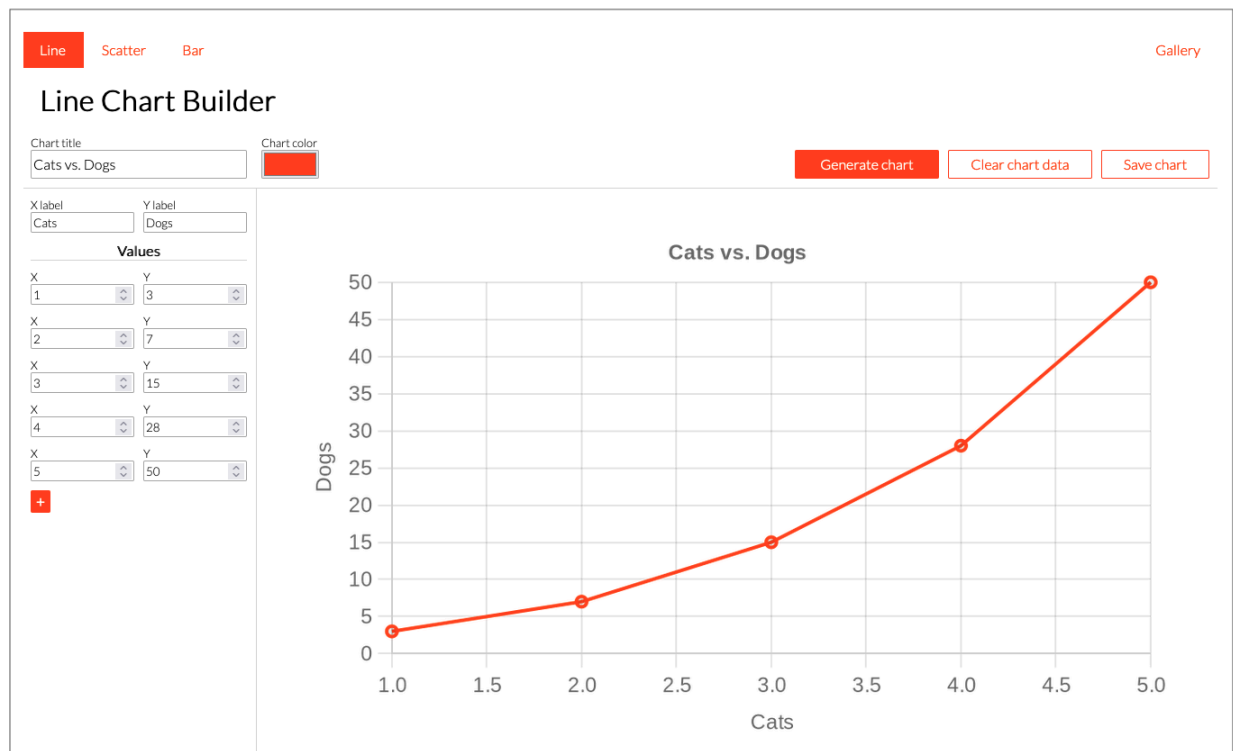 Line Scatter Bar Gallery
Line Chart Builder
Chart title Chart color
Cats vs. Dogs
Generate chart Clear chart data Save chart
X label Y label
Cats Dogs
Values
X Y
1 3
X Y
2 7
X Y
3 15
X Y
4 28
X Y
5 50
+
Cats vs. Dogs
50
45
40
35
30
25
20
15
10
5
0
Dogs
1.0 1.5 2.0 2.5 3.0 3.5 4.0 4.5 5.0
Cats